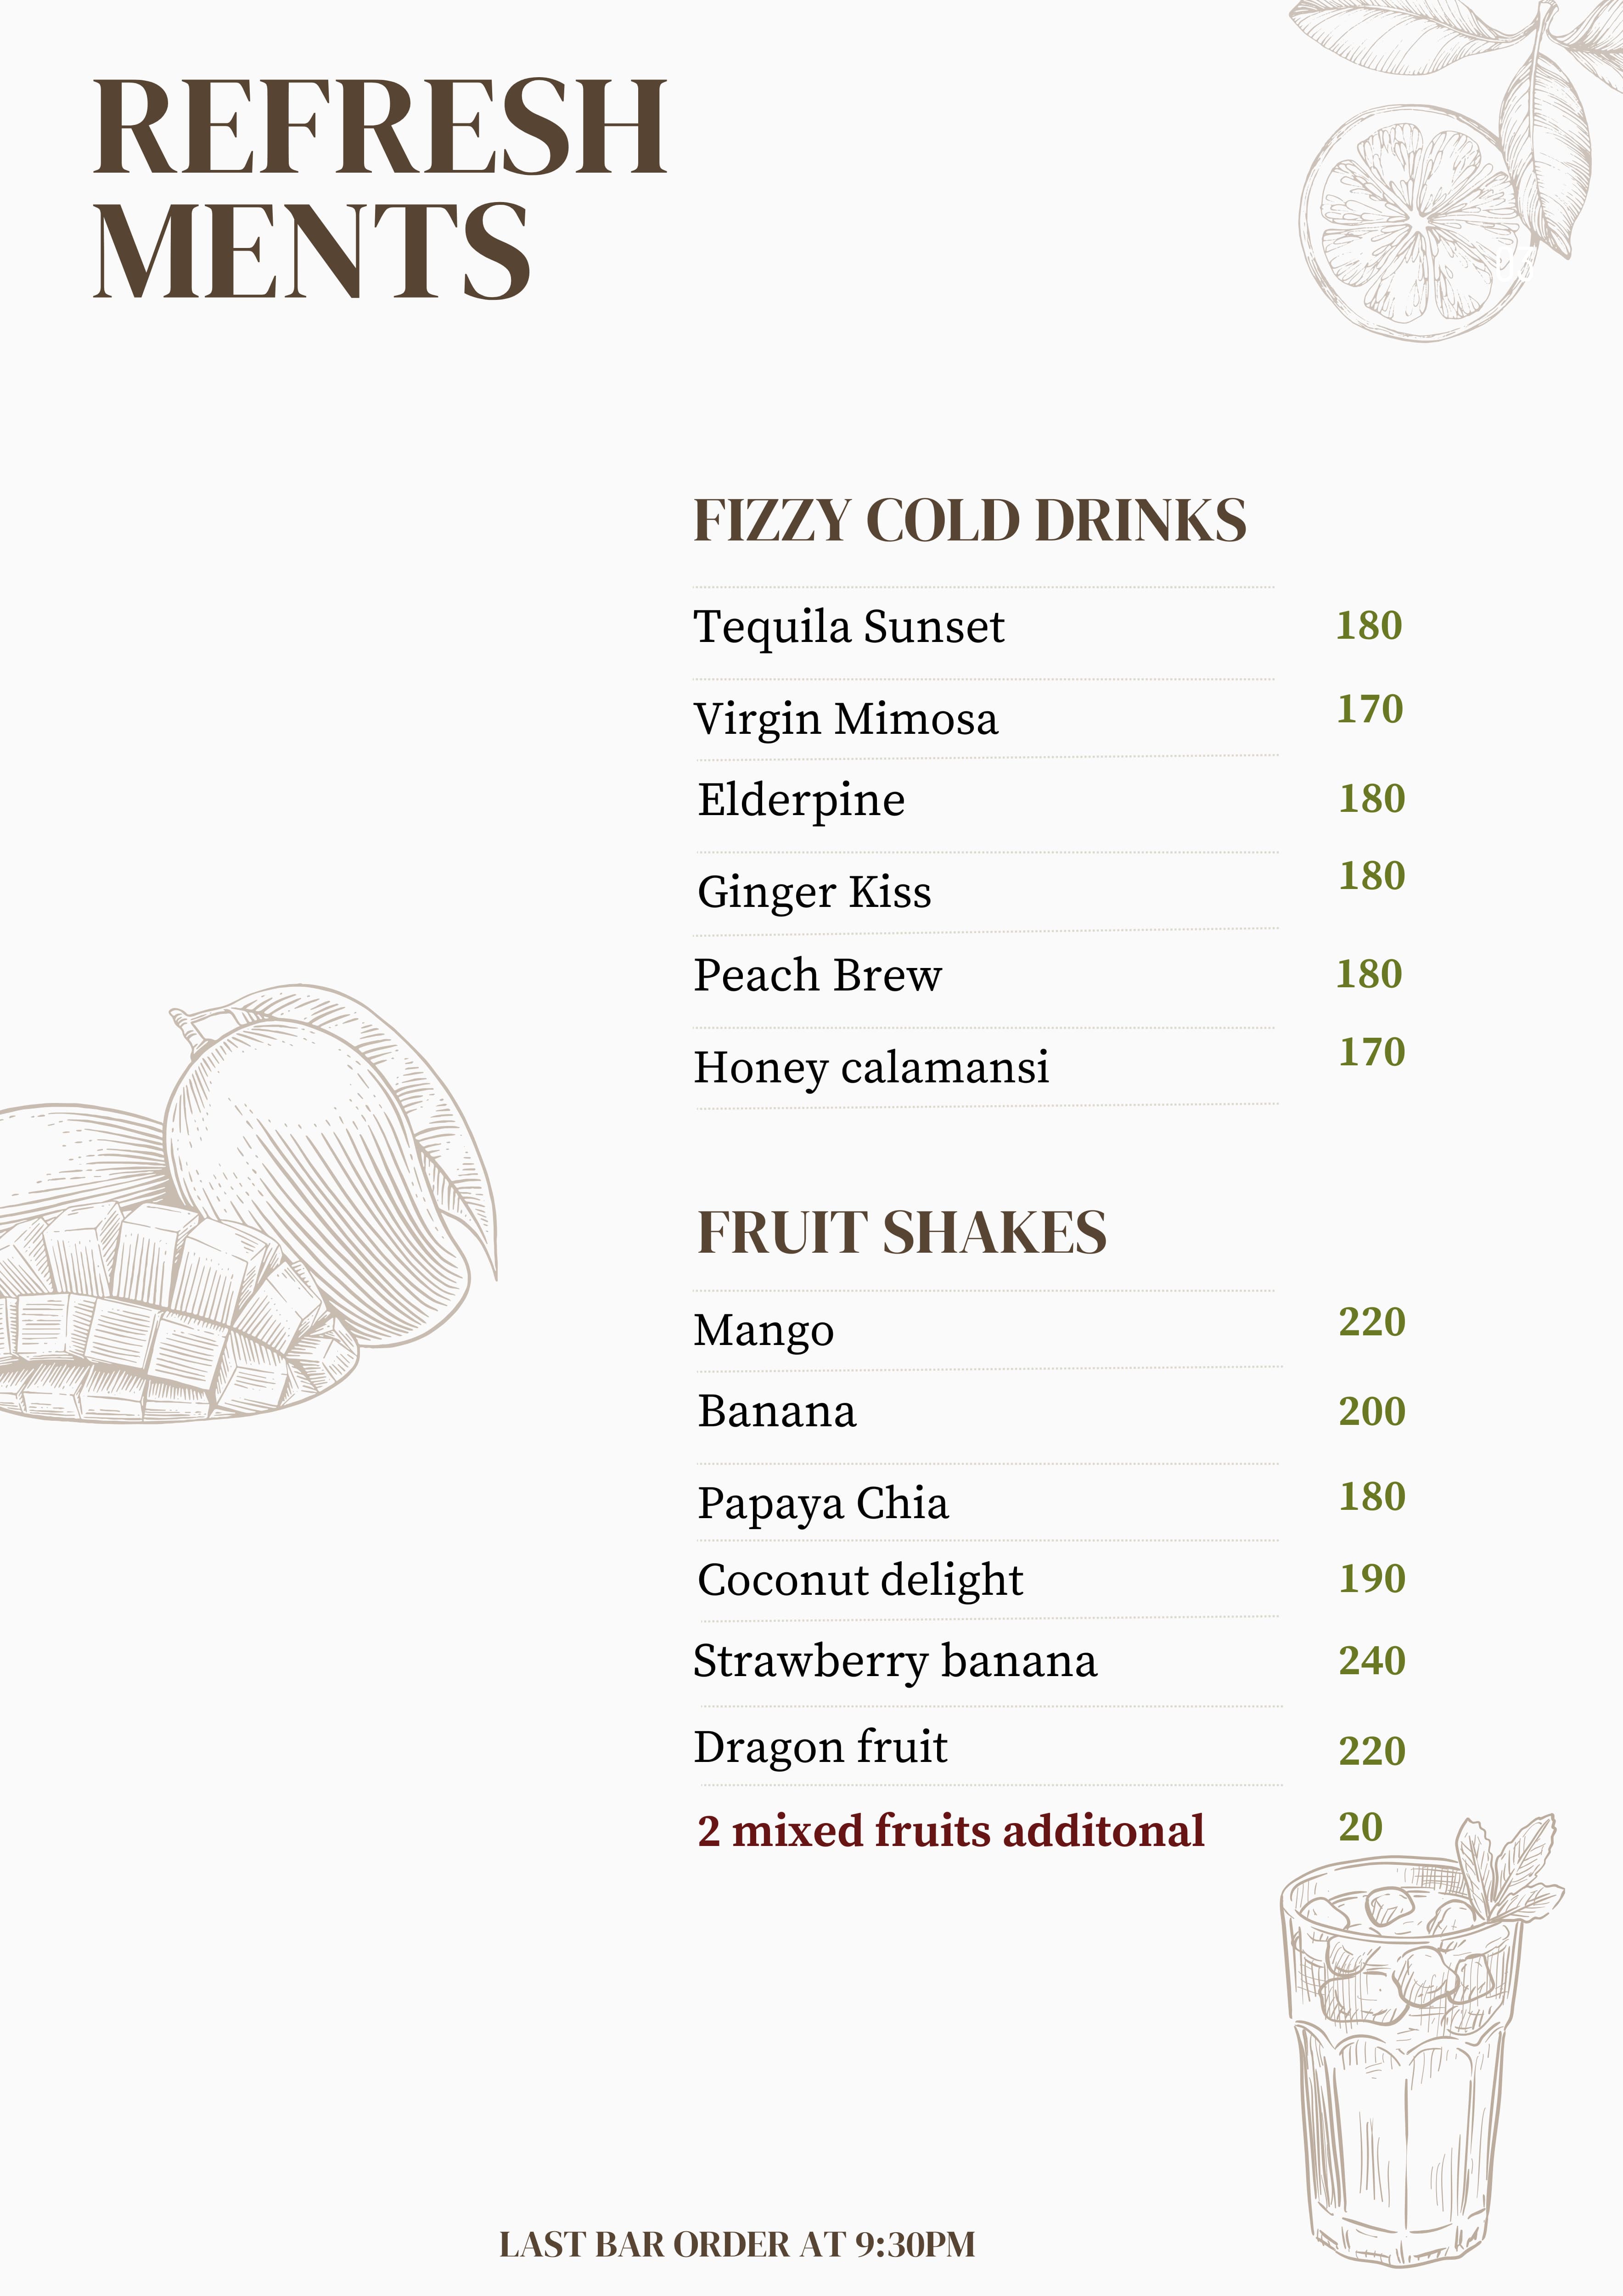 REFRESH
MENTS
FIZZY COLD DRINKS
Tequila Sunset 180
Virgin Mimosa 170
Elderpine 180
Ginger Kiss 180
Peach Brew 180
Honey calamansi 170
FRUIT SHAKES
Mango 220
Banana 200
Papaya Chia 180
Coconut delight 190
Strawberry banana 240
Dragon fruit 220
2 mixed fruits additonal 20
LAST BAR ORDER AT 9:30PM